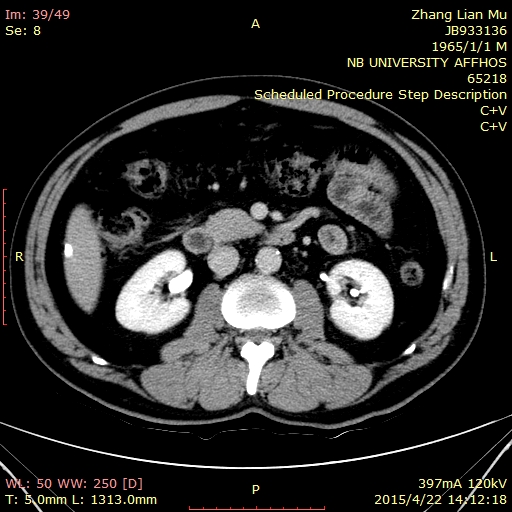 Im: 39/49
Se: 8
A
Zhang Lian Mu
JB933136
1965/1/1 M
NB UNIVERSITY AFFHOS
65218
Scheduled Procedure Step Description
C+V
C+V
R
L
WL: 50 WW: 250 [D]
T: 5.0mm L: 1313.0mm
P
397mA 120kV
2015/4/22 14:12:18